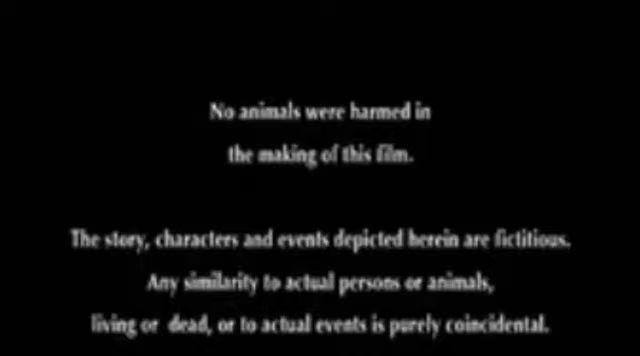 No animals were harmed in
the making of this film.
The story, characters and events depicted herein are fictitious.
Any similarity to actual persons or animals,
living or dead, or to actual events is purely coincidental.